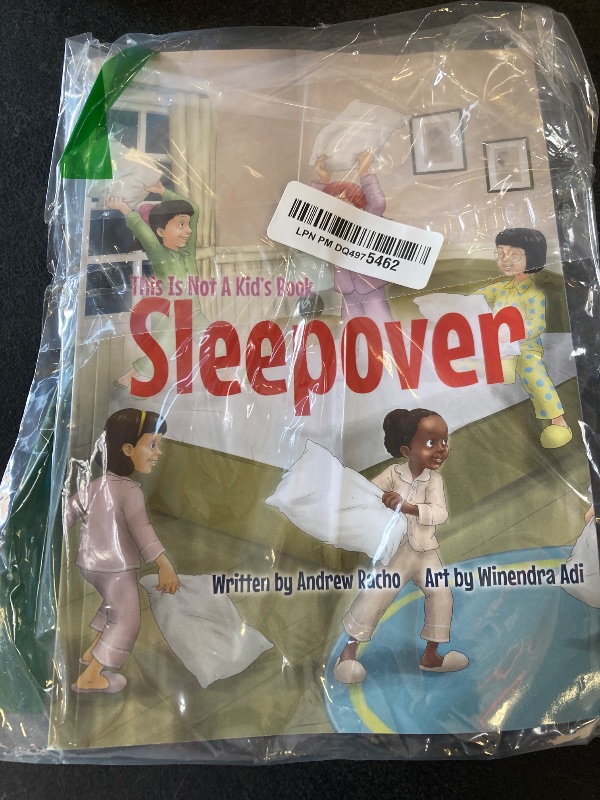 LPN PM DQ4975462
This Is Not A Kid's Book
Sleepover
Written by Andrew Racho Art by Winendra Adi